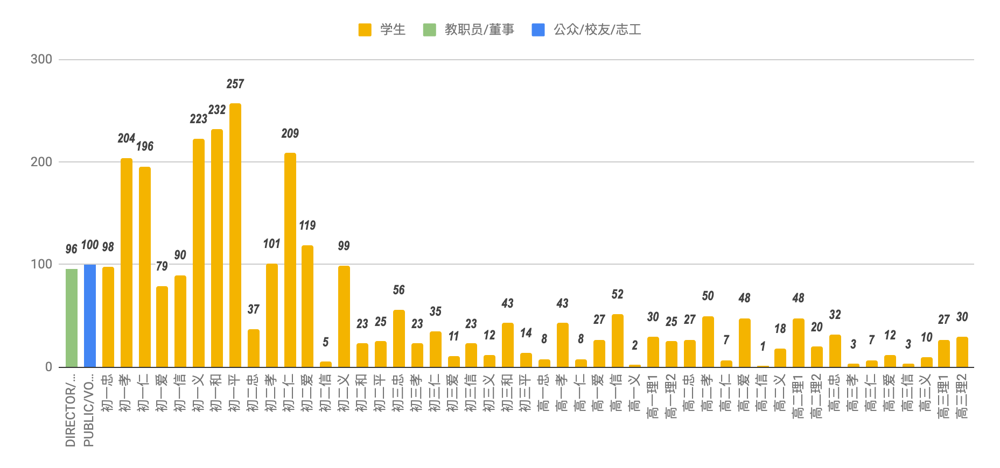 学生 教职员/董事 公众/校友/志工
300
200
100
0
96 100 98 204 196 79 90 223 232 257 37 101 209 119 5 99 23 25 56 23 35 11 23 12 43 14 8 43 8 27 52 2 30 25 27 50 7 48 1 18 48 20 32 3 7 12 3 10 27 30
DIRECTOR/...
PUBLIC/VO...
初一忠
初一孝
初一仁
初一爱
初一信
初一义
初一和
初一平
初二忠
初二孝
初二仁
初二爱
初二信
初二义
初二和
初二平
初三忠
初三孝
初三仁
初三爱
初三信
初三义
初三和
初三平
高一忠
高一孝
高一仁
高一爱
高一信
高一义
高一理1
高一理2
高二忠
高二孝
高二仁
高二爱
高二信
高二义
高二理1
高二理2
高三忠
高三孝
高三仁
高三爱
高三信
高三义
高三理1
高三理2